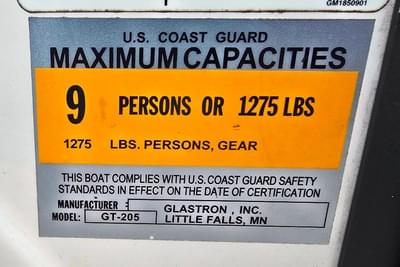 GM1850901
U.S. COAST GUARD
MAXIMUM CAPACITIES
9 PERSONS OR 1275 LBS
1275 LBS. PERSONS, GEAR
THIS BOAT COMPLIES WITH U.S. COAST GUARD SAFETY
STANDARDS IN EFFECT ON THE DATE OF CERTIFICATION
MANUFACTURER : GLASTRON , INC.
MODEL: GT-205 LITTLE FALLS, MN